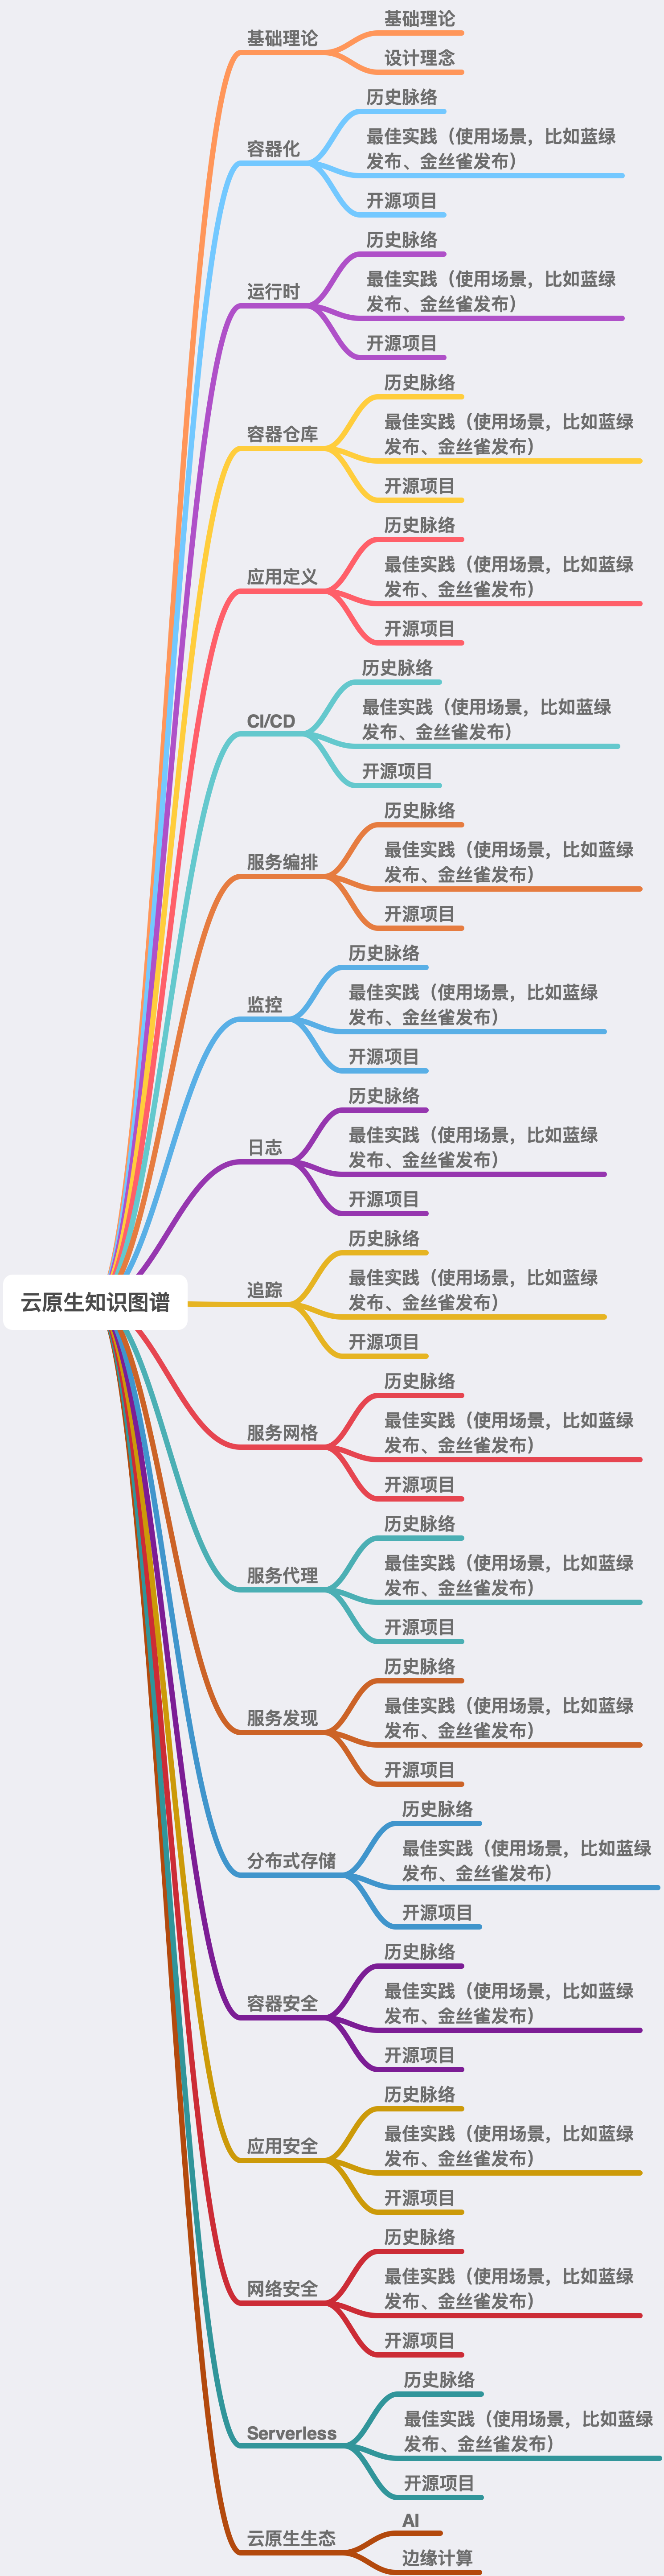 基础理论
基础理论
设计理念
容器化
历史脉络
最佳实践（使用场景，比如蓝绿
发布、金丝雀发布）
开源项目
运行时
历史脉络
最佳实践（使用场景，比如蓝绿
发布、金丝雀发布）
开源项目
容器仓库
历史脉络
最佳实践（使用场景，比如蓝绿
发布、金丝雀发布）
开源项目
应用定义
历史脉络
最佳实践（使用场景，比如蓝绿
发布、金丝雀发布）
开源项目
CI/CD
历史脉络
最佳实践（使用场景，比如蓝绿
发布、金丝雀发布）
开源项目
服务编排
历史脉络
最佳实践（使用场景，比如蓝绿
发布、金丝雀发布）
开源项目
监控
历史脉络
最佳实践（使用场景，比如蓝绿
发布、金丝雀发布）
开源项目
日志
历史脉络
最佳实践（使用场景，比如蓝绿
发布、金丝雀发布）
开源项目
云原生知识图谱
追踪
历史脉络
最佳实践（使用场景，比如蓝绿
发布、金丝雀发布）
开源项目
服务网格
历史脉络
最佳实践（使用场景，比如蓝绿
发布、金丝雀发布）
开源项目
服务代理
历史脉络
最佳实践（使用场景，比如蓝绿
发布、金丝雀发布）
开源项目
服务发现
历史脉络
最佳实践（使用场景，比如蓝绿
发布、金丝雀发布）
开源项目
分布式存储
历史脉络
最佳实践（使用场景，比如蓝绿
发布、金丝雀发布）
开源项目
容器安全
历史脉络
最佳实践（使用场景，比如蓝绿
发布、金丝雀发布）
开源项目
应用安全
历史脉络
最佳实践（使用场景，比如蓝绿
发布、金丝雀发布）
开源项目
网络安全
历史脉络
最佳实践（使用场景，比如蓝绿
发布、金丝雀发布）
开源项目
Serverless
历史脉络
最佳实践（使用场景，比如蓝绿
发布、金丝雀发布）
开源项目
云原生生态
AI
边缘计算